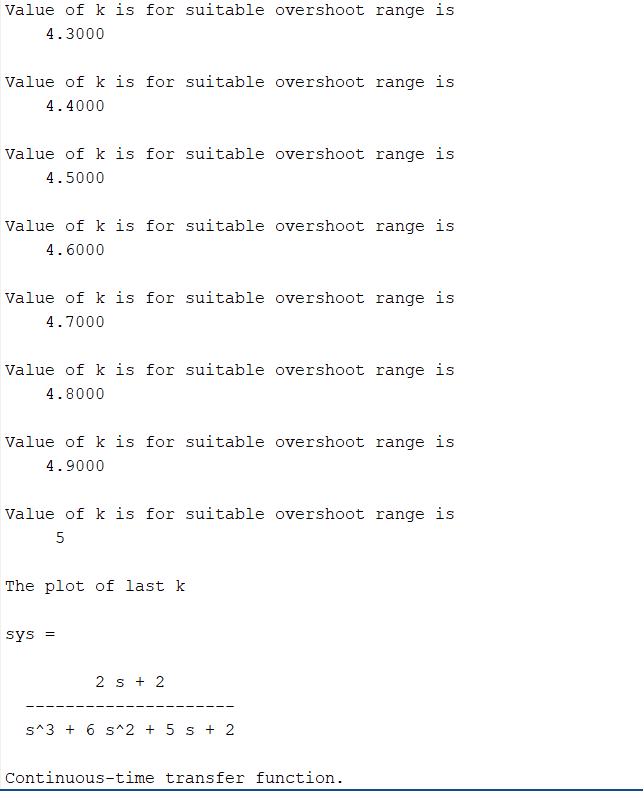 Value of k is for suitable overshoot range is
4.3000
Value of k is for suitable overshoot range is
4.4000
Value of k is for suitable overshoot range is
4.5000
Value of k is for suitable overshoot range is
4.6000
Value of k is for suitable overshoot range is
4.7000
Value of k is for suitable overshoot range is
4.8000
Value of k is for suitable overshoot range is
4.9000
Value of k is for suitable overshoot range is
5
The plot of last k
sys =
2 s + 2
---------------------
s^3 + 6 s^2 + 5 s + 2
Continuous-time transfer function.